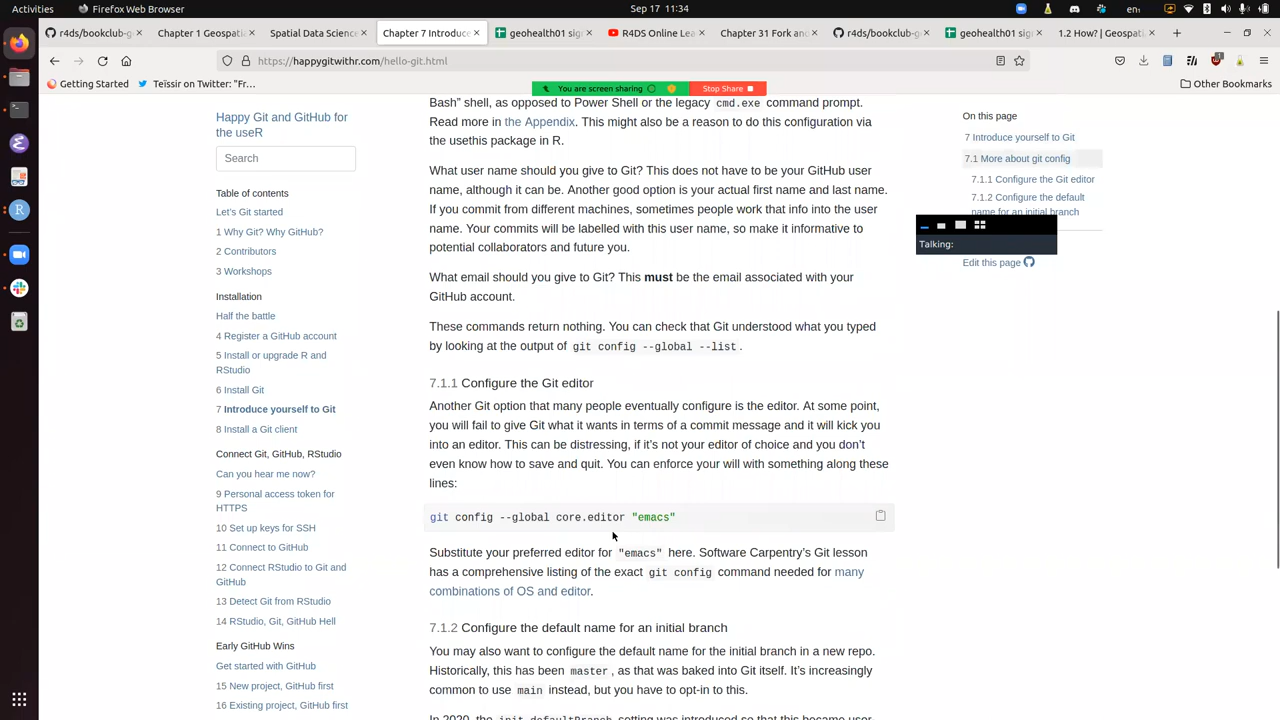 Activities
Firefox Web Browser
Sep 17 11:34
en
r4ds/bookclub-g
Chapter 1 Geospati
Spatial Data Science
Chapter 7 Introduce
geohealth01 sig
R4DS Online Lea
Chapter 31 Fork an
r4ds/bookclub-g
geohealth01 sig
1.2 How? | Geospati
https://happygitwithr.com/hello-git.html
Getting Started
Teïssir on Twitter: "Fr…
You are screen sharing
Stop Share
Other Bookmarks
Happy Git and GitHub for
the useR
Search
Table of contents
Let's Git started
1 Why Git? Why GitHub?
2 Contributors
3 Workshops
Installation
Half the battle
4 Register a GitHub account
5 Install or upgrade R and
RStudio
6 Install Git
7 Introduce yourself to Git
8 Install a Git client
Connect Git, GitHub, RStudio
Can you hear me now?
9 Personal access token for
HTTPS
10 Set up keys for SSH
11 Connect to GitHub
12 Connect RStudio to Git and
GitHub
13 Detect Git from RStudio
14 RStudio, Git, GitHub Hell
Early GitHub Wins
Get started with GitHub
15 New project, GitHub first
16 Existing project, GitHub first
Bash" shell, as opposed to Power Shell or the legacy cmd.exe command prompt.
Read more in the Appendix. This might also be a reason to do this configuration via
the usethis package in R.
What user name should you give to Git? This does not have to be your GitHub user
name, although it can be. Another good option is your actual first name and last name.
If you commit from different machines, sometimes people work that info into the user
name. Your commits will be labelled with this user name, so make it informative to
potential collaborators and future you.
What email should you give to Git? This must be the email associated with your
GitHub account.
These commands return nothing. You can check that Git understood what you typed
by looking at the output of git config --global --list.
7.1.1 Configure the Git editor
Another Git option that many people eventually configure is the editor. At some point,
you will fail to give Git what it wants in terms of a commit message and it will kick you
into an editor. This can be distressing, if it's not your editor of choice and you don't
even know how to save and quit. You can enforce your will with something along these
lines:
git config --global core.editor "emacs"
Substitute your preferred editor for "emacs" here. Software Carpentry's Git lesson
has a comprehensive listing of the exact git config command needed for many
combinations of OS and editor.
7.1.2 Configure the default name for an initial branch
You may also want to configure the default name for the initial branch in a new repo.
Historically, this has been master, as that was baked into Git itself. It's increasingly
common to use main instead, but you have to opt-in to this.
In 2020, the init.defaultBranch setting was introduced so that this became user-
On this page
7 Introduce yourself to Git
7.1 More about git config
7.1.1 Configure the Git editor
7.1.2 Configure the default
name for an initial branch
Talking:
Edit this page